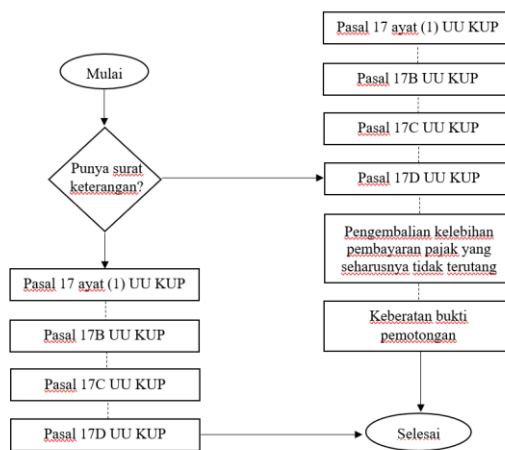 Mulai
Punya surat
keterangan?
Pasal 17 ayat (1) UU KUP
Pasal 17B UU KUP
Pasal 17C UU KUP
Pasal 17D UU KUP
Pasal 17 ayat (1) UU KUP
Pasal 17B UU KUP
Pasal 17C UU KUP
Pasal 17D UU KUP
Pengembalian kelebihan
pembayaran pajak yang
seharusnya tidak terutang
Keberatan bukti
pemotongan
Selesai